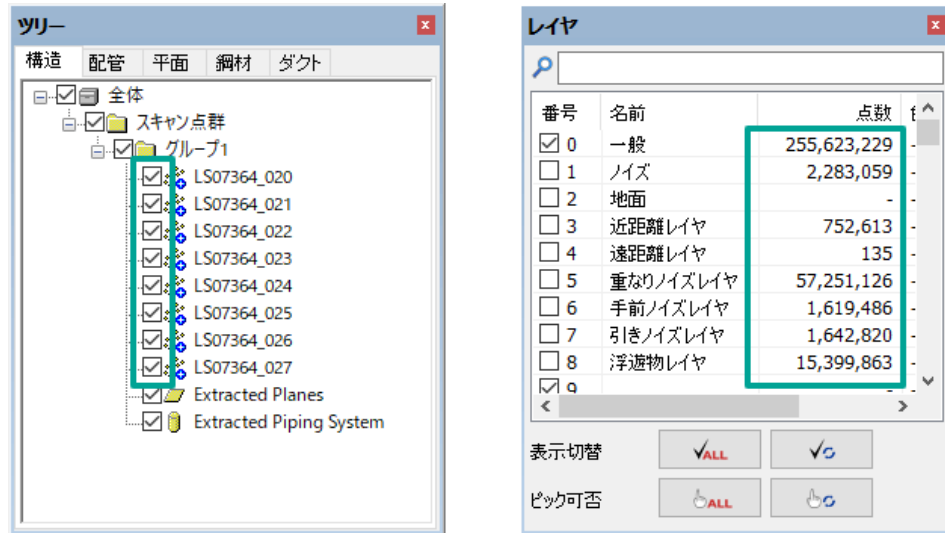 ツリー
構造 配管 平面 鋼材 ダクト
全体
スキャン点群
グループ1
LS07364_020
LS07364_021
LS07364_022
LS07364_023
LS07364_024
LS07364_025
LS07364_026
LS07364_027
Extracted Planes
Extracted Piping System
レイヤ
番号 名前 点数
0 一般 255,623,229 -
1 ノイズ 2,283,059 -
2 地面 - -
3 近距離レイヤ 752,613 -
4 遠距離レイヤ 135 -
5 重なりノイズレイヤ 57,251,126 -
6 手前ノイズレイヤ 1,619,486 -
7 引きノイズレイヤ 1,642,820 -
8 浮遊物レイヤ 15,399,863 -
9
表示切替 ALL
ピック可否 ALL